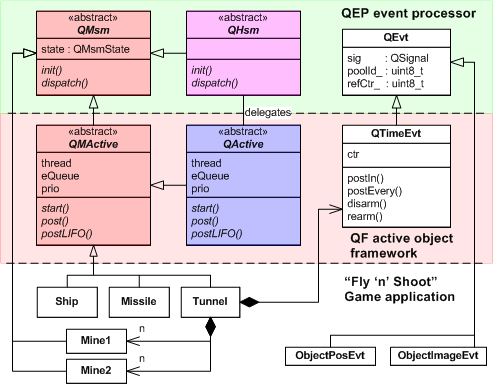 «abstract»
QMsm
state : QMsmState
init()
dispatch()
«abstract»
QHsm
init()
dispatch()
QEP event processor
QEvt
sig : QSignal
poolId_ : uint8_t
refCtr_ : uint8_t
delegates
«abstract»
QMActive
thread
eQueue
prio
start()
post()
postLIFO()
«abstract»
QActive
thread
eQueue
prio
start()
post()
postLIFO()
QTimeEvt
ctr
postIn()
postEvery()
disarm()
rearm()
QF active object
framework
Ship
Missile
Tunnel
“Fly ‘n’ Shoot”
Game application
n
Mine1
n
Mine2
ObjectPosEvt
ObjectImageEvt